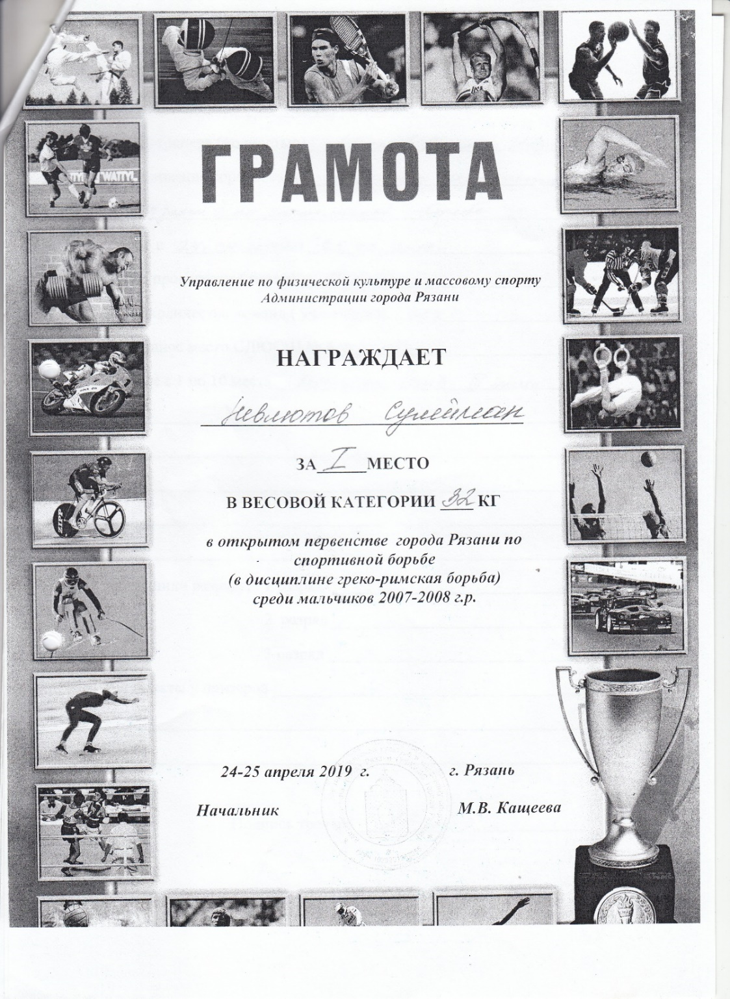 ГРАМОТА
Управление по физической культуре и массовому спорту
Администрации города Рязани
НАГРАЖДАЕТ
Невлютов Сулейман
ЗА I МЕСТО
В ВЕСОВОЙ КАТЕГОРИИ 32 КГ
в открытом первенстве города Рязани по
спортивной борьбе
(в дисциплине греко-римская борьба)
среди мальчиков 2007-2008 г.р.
24-25 апреля 2019 г. г. Рязань
Начальник М.В. Кащеева
WATTYL
ZIPP